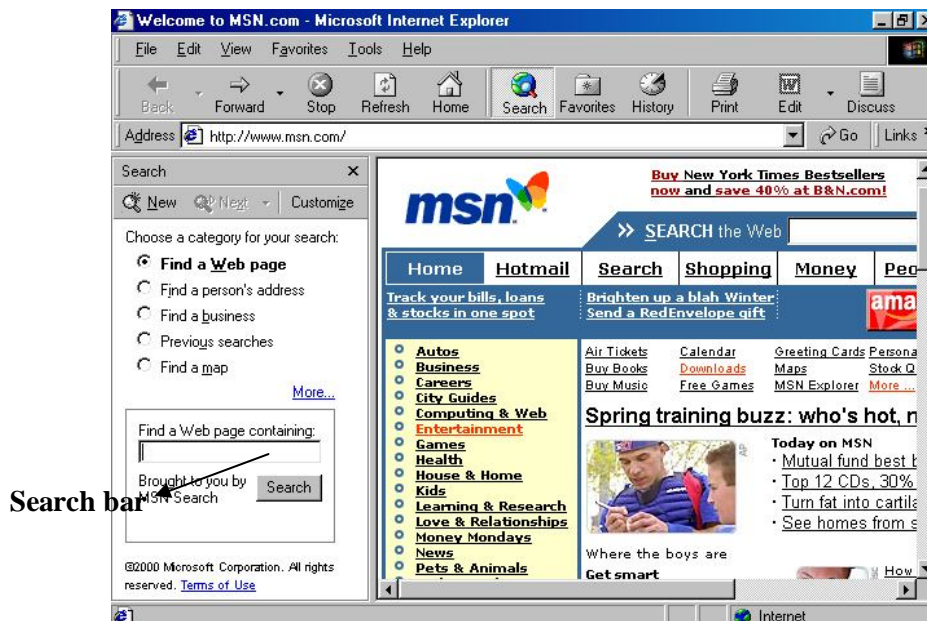 Welcome to MSN.com - Microsoft Internet Explorer
File Edit View Favorites Tools Help
Back Forward Stop Refresh Home Search Favorites History Print Edit Discuss
Address http://www.msn.com/ Go Links
Search
New Next Customize
Choose a category for your search:
Find a Web page
Find a person's address
Find a business
Previous searches
Find a map
More...
Find a Web page containing:
Brought to you by
MSN Search
Search
Search bar
©2000 Microsoft Corporation. All rights
reserved. Terms of Use
msn
Buy New York Times Bestsellers
now and save 40% at B&N.com!
SEARCH the Web
Home Hotmail Search Shopping Money Peo
Track your bills, loans
& stocks in one spot
Brighten up a blah Winter
Send a RedEnvelope gift
ama
Autos
Business
Careers
City Guides
Computing & Web
Entertainment
Games
Health
House & Home
Kids
Learning & Research
Love & Relationships
Money Mondays
News
Pets & Animals
Air Tickets Calendar Greeting Cards Persona
Buy Books Downloads Maps Stock Q
Buy Music Free Games MSN Explorer More ...
Spring training buzz: who's hot, n
AP
Today on MSN
· Mutual fund best b
· Top 12 CDs, 30%
· Turn fat into cartila
· See homes from s
Where the boys are
Get smart
How
Internet